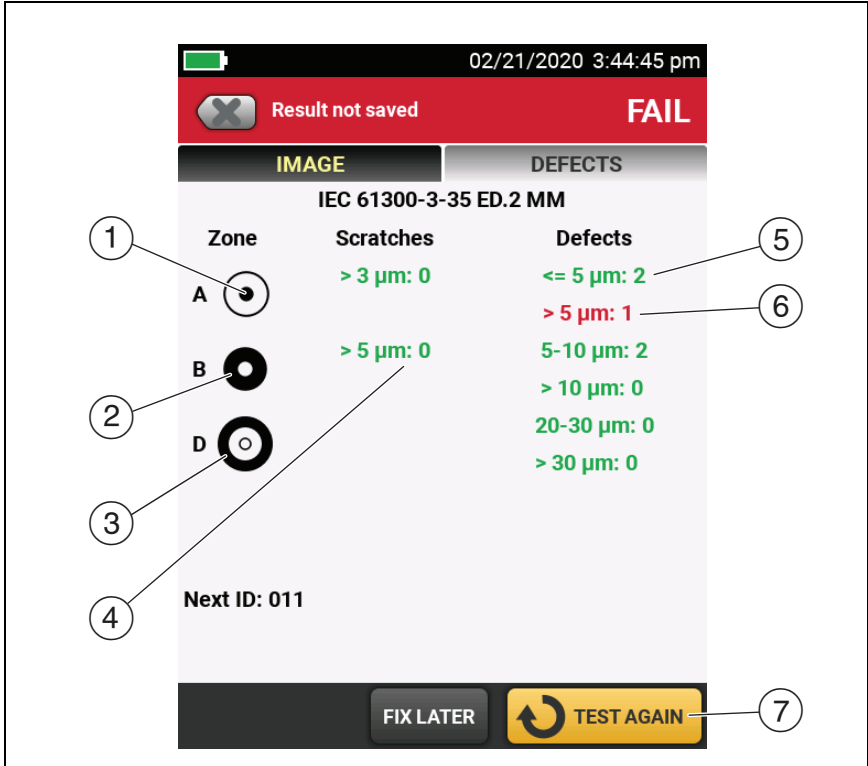 02/21/2020 3:44:45 pm
Result not saved FAIL
IMAGE DEFECTS
IEC 61300-3-35 ED.2 MM
Zone Scratches Defects
1
5
> 3 µm: 0 <= 5 µm: 2
A
> 5 µm: 1
6
> 5 µm: 0 5-10 µm: 2
B
> 10 µm: 0
2
20-30 µm: 0
D
> 30 µm: 0
3
Next ID: 011
4
FIX LATER TEST AGAIN
7